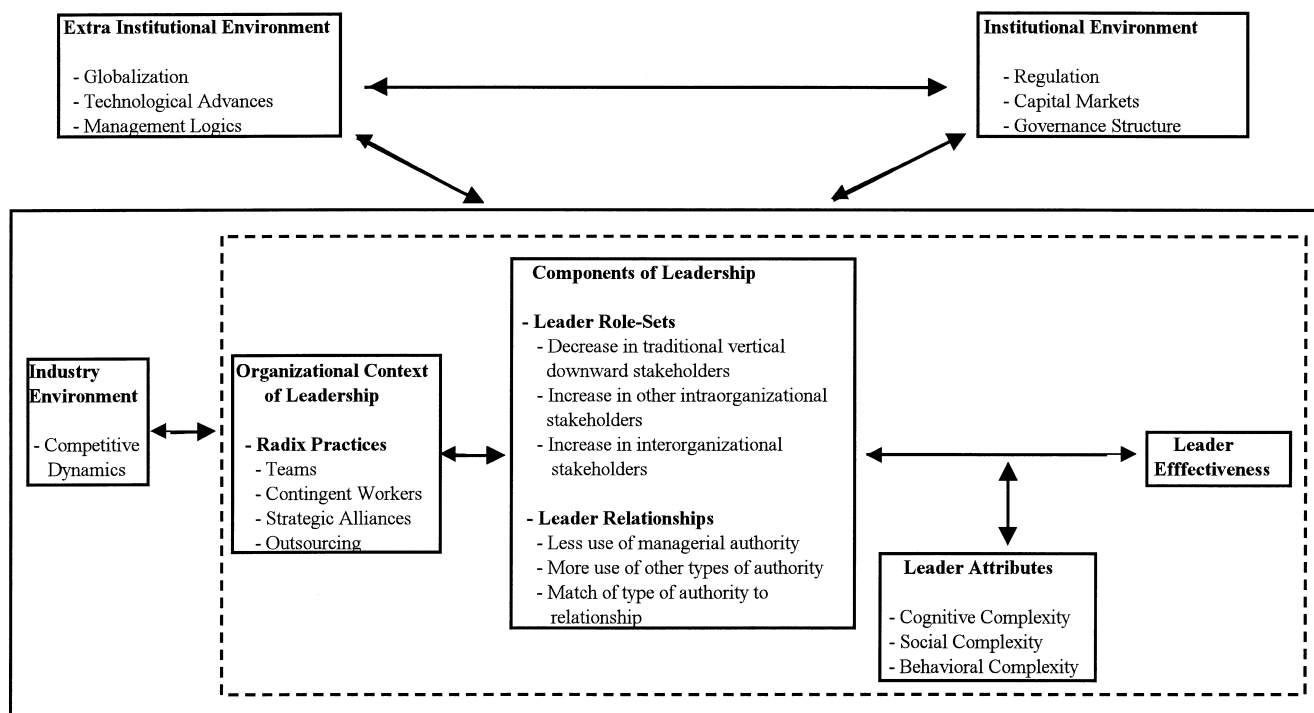 Extra Institutional Environment
- Globalization
- Technological Advances
- Management Logics
Institutional Environment
- Regulation
- Capital Markets
- Governance Structure
Industry
Environment
- Competitive
Dynamics
Organizational Context
of Leadership
- Radix Practices
- Teams
- Contingent Workers
- Strategic Alliances
- Outsourcing
Components of Leadership
- Leader Role-Sets
- Decrease in traditional vertical
downward stakeholders
- Increase in other intraorganizational
stakeholders
- Increase in interorganizational
stakeholders
- Leader Relationships
- Less use of managerial authority
- More use of other types of authority
- Match of type of authority to
relationship
Leader
Efffectiveness
Leader Attributes
- Cognitive Complexity
- Social Complexity
- Behavioral Complexity